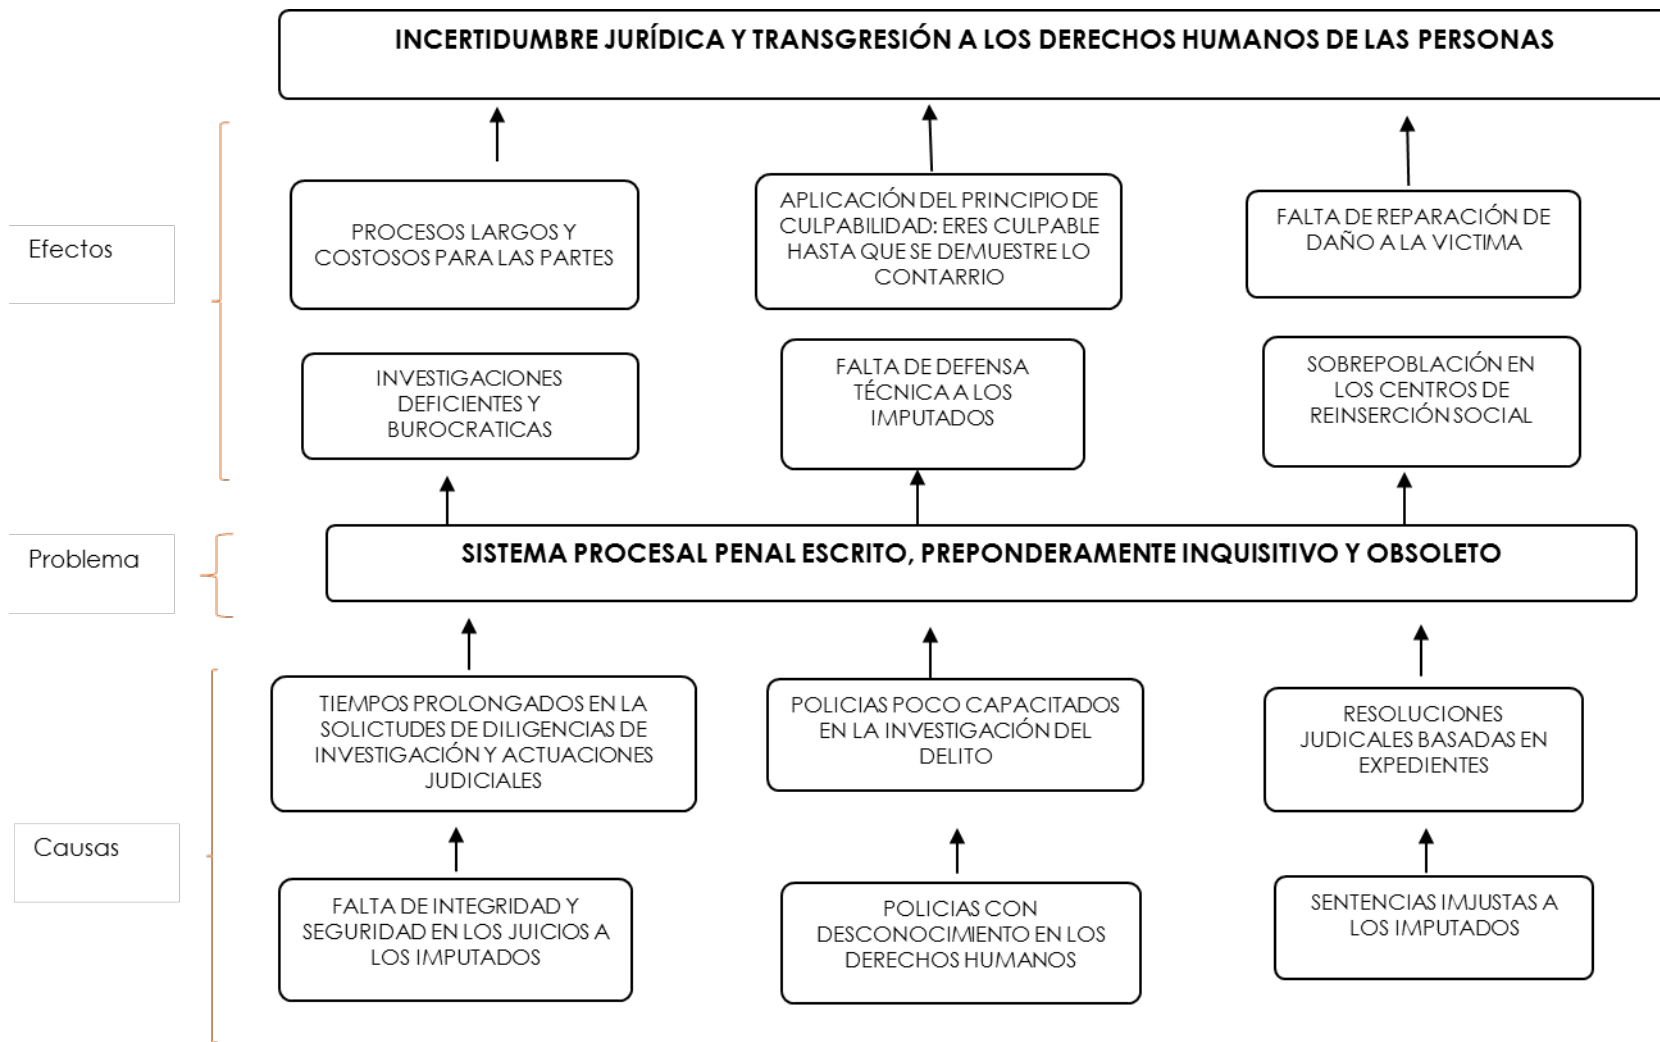 INCERTIDUMBRE JURÍDICA Y TRANSGRESIÓN A LOS DERECHOS HUMANOS DE LAS PERSONAS
Efectos
PROCESOS LARGOS Y
COSTOSOS PARA LAS PARTES
APLICACIÓN DEL PRINCIPIO DE
CULPABILIDAD: ERES CULPABLE
HASTA QUE SE DEMUESTRE LO
CONTARRIO
FALTA DE REPARACIÓN DE
DAÑO A LA VICTIMA
INVESTIGACIONES
DEFICIENTES Y
BUROCRATICAS
FALTA DE DEFENSA
TÉCNICA A LOS
IMPUTADOS
SOBREPOBLACIÓN EN
LOS CENTROS DE
REINSERCIÓN SOCIAL
Problema
SISTEMA PROCESAL PENAL ESCRITO, PREPONDERAMENTE INQUISITIVO Y OBSOLETO
TIEMPOS PROLONGADOS EN LA
SOLICTUDES DE DILIGENCIAS DE
INVESTIGACIÓN Y ACTUACIONES
JUDICIALES
POLICIAS POCO CAPACITADOS
EN LA INVESTIGACIÓN DEL
DELITO
RESOLUCIONES
JUDICALES BASADAS EN
EXPEDIENTES
Causas
FALTA DE INTEGRIDAD Y
SEGURIDAD EN LOS JUICIOS A
LOS IMPUTADOS
POLICIAS CON
DESCONOCIMIENTO EN LOS
DERECHOS HUMANOS
SENTENCIAS IMJUSTAS A
LOS IMPUTADOS